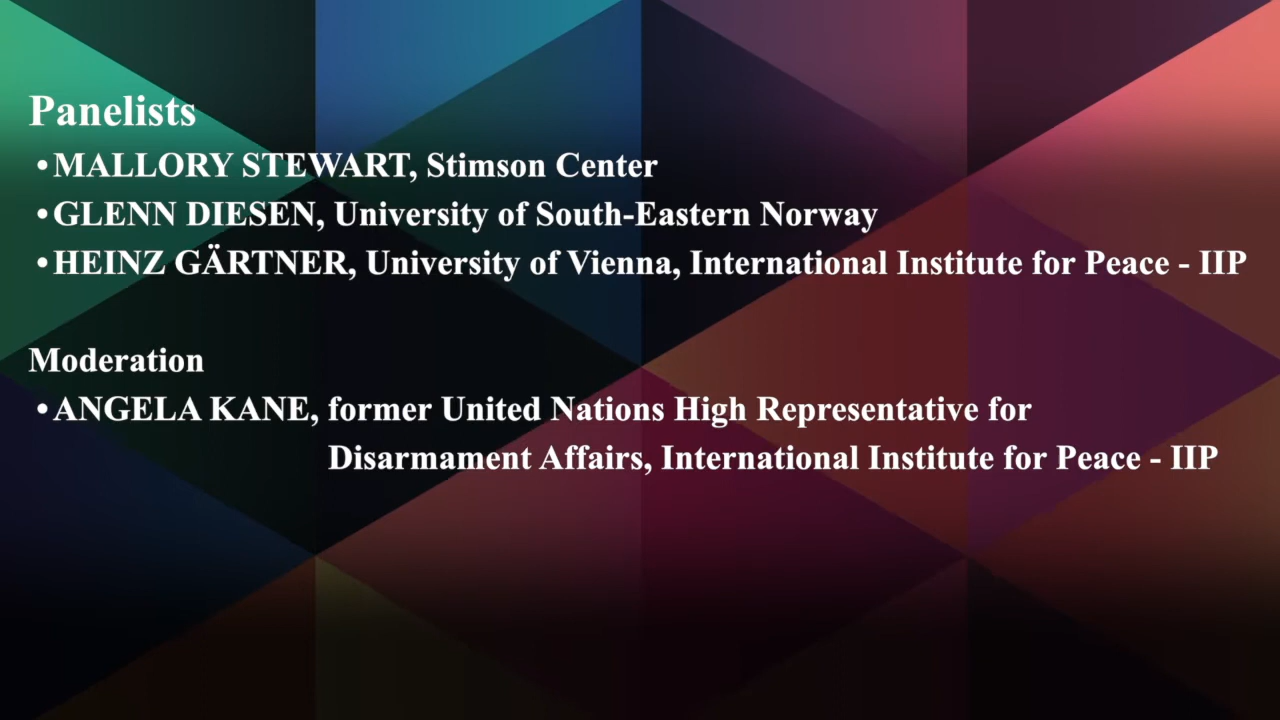 Panelists
• MALLORY STEWART, Stimson Center
• GLENN DIESEN, University of South-Eastern Norway
• HEINZ GÄRTNER, University of Vienna, International Institute for Peace - IIP
Moderation
• ANGELA KANE, former United Nations High Representative for
Disarmament Affairs, International Institute for Peace - IIP